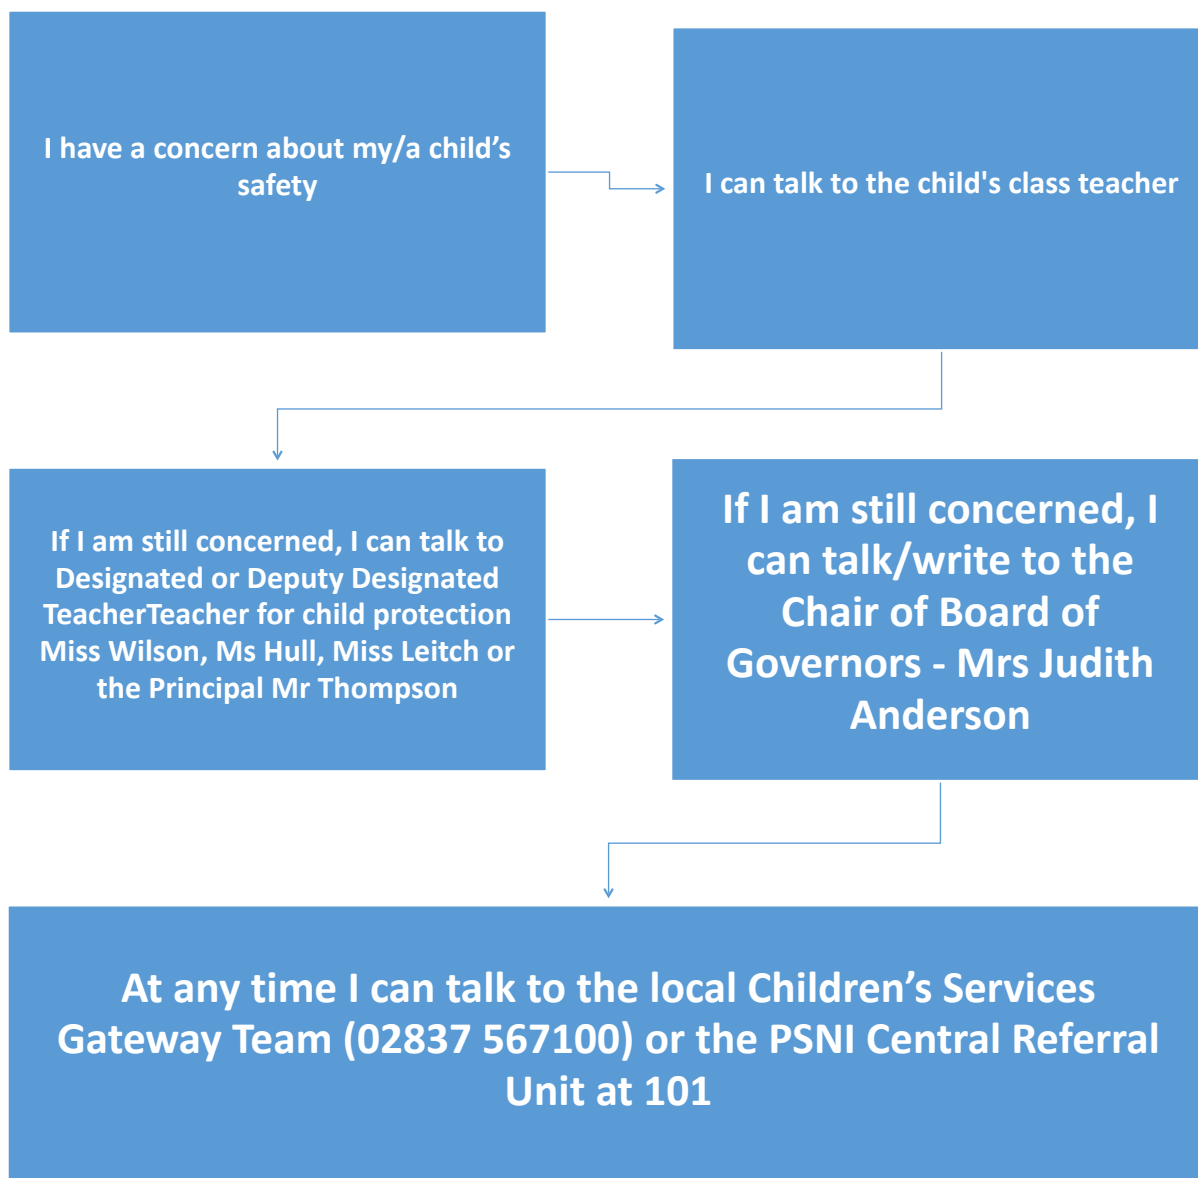 I have a concern about my/a child’s
safety
I can talk to the child's class teacher
If I am still concerned, I can talk to
Designated or Deputy Designated
TeacherTeacher for child protection
Miss Wilson, Ms Hull, Miss Leitch or
the Principal Mr Thompson
If I am still concerned, I
can talk/write to the
Chair of Board of
Governors - Mrs Judith
Anderson
At any time I can talk to the local Children’s Services
Gateway Team (02837 567100) or the PSNI Central Referral
Unit at 101